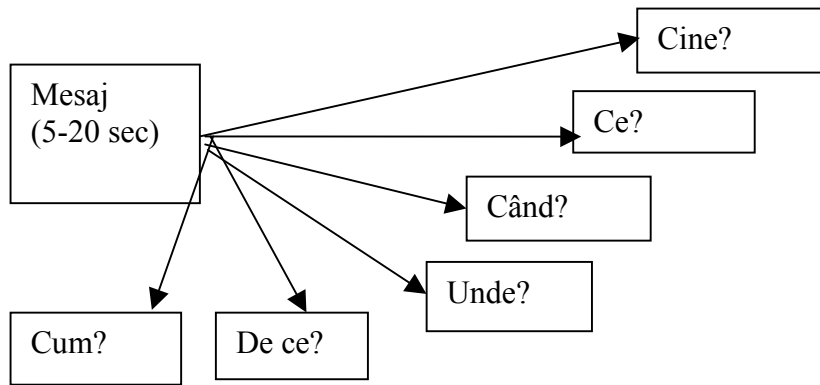 Cine?
Mesaj
(5-20 sec)
Ce?
Când?
Unde?
Cum?
De ce?